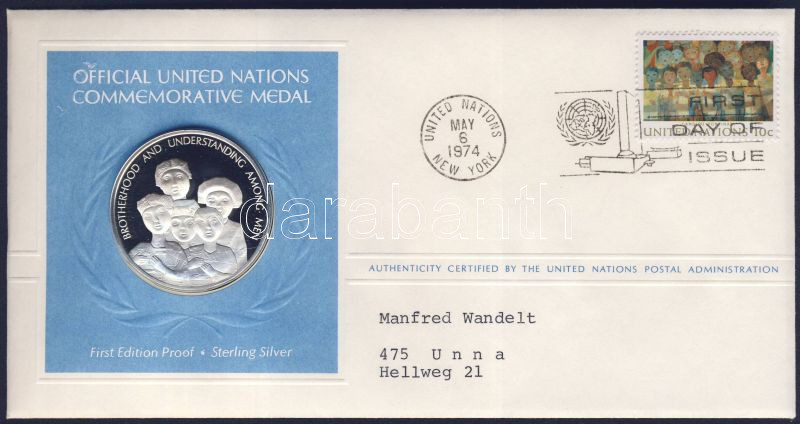 OFFICIAL UNITED NATIONS
COMMEMORATIVE MEDAL
BROTHERHOOD AND UNDERSTANDING AMONG MEN
First Edition Proof • Sterling Silver
UNITED NATIONS
MAY
6
1974
NEW YORK
UNITED NATIONS 10c
FIRST
DAY OF
ISSUE
darabanth
AUTHENTICITY CERTIFIED BY THE UNITED NATIONS POSTAL ADMINISTRATION
Manfred Wandelt
475 U n n a
Hellweg 21